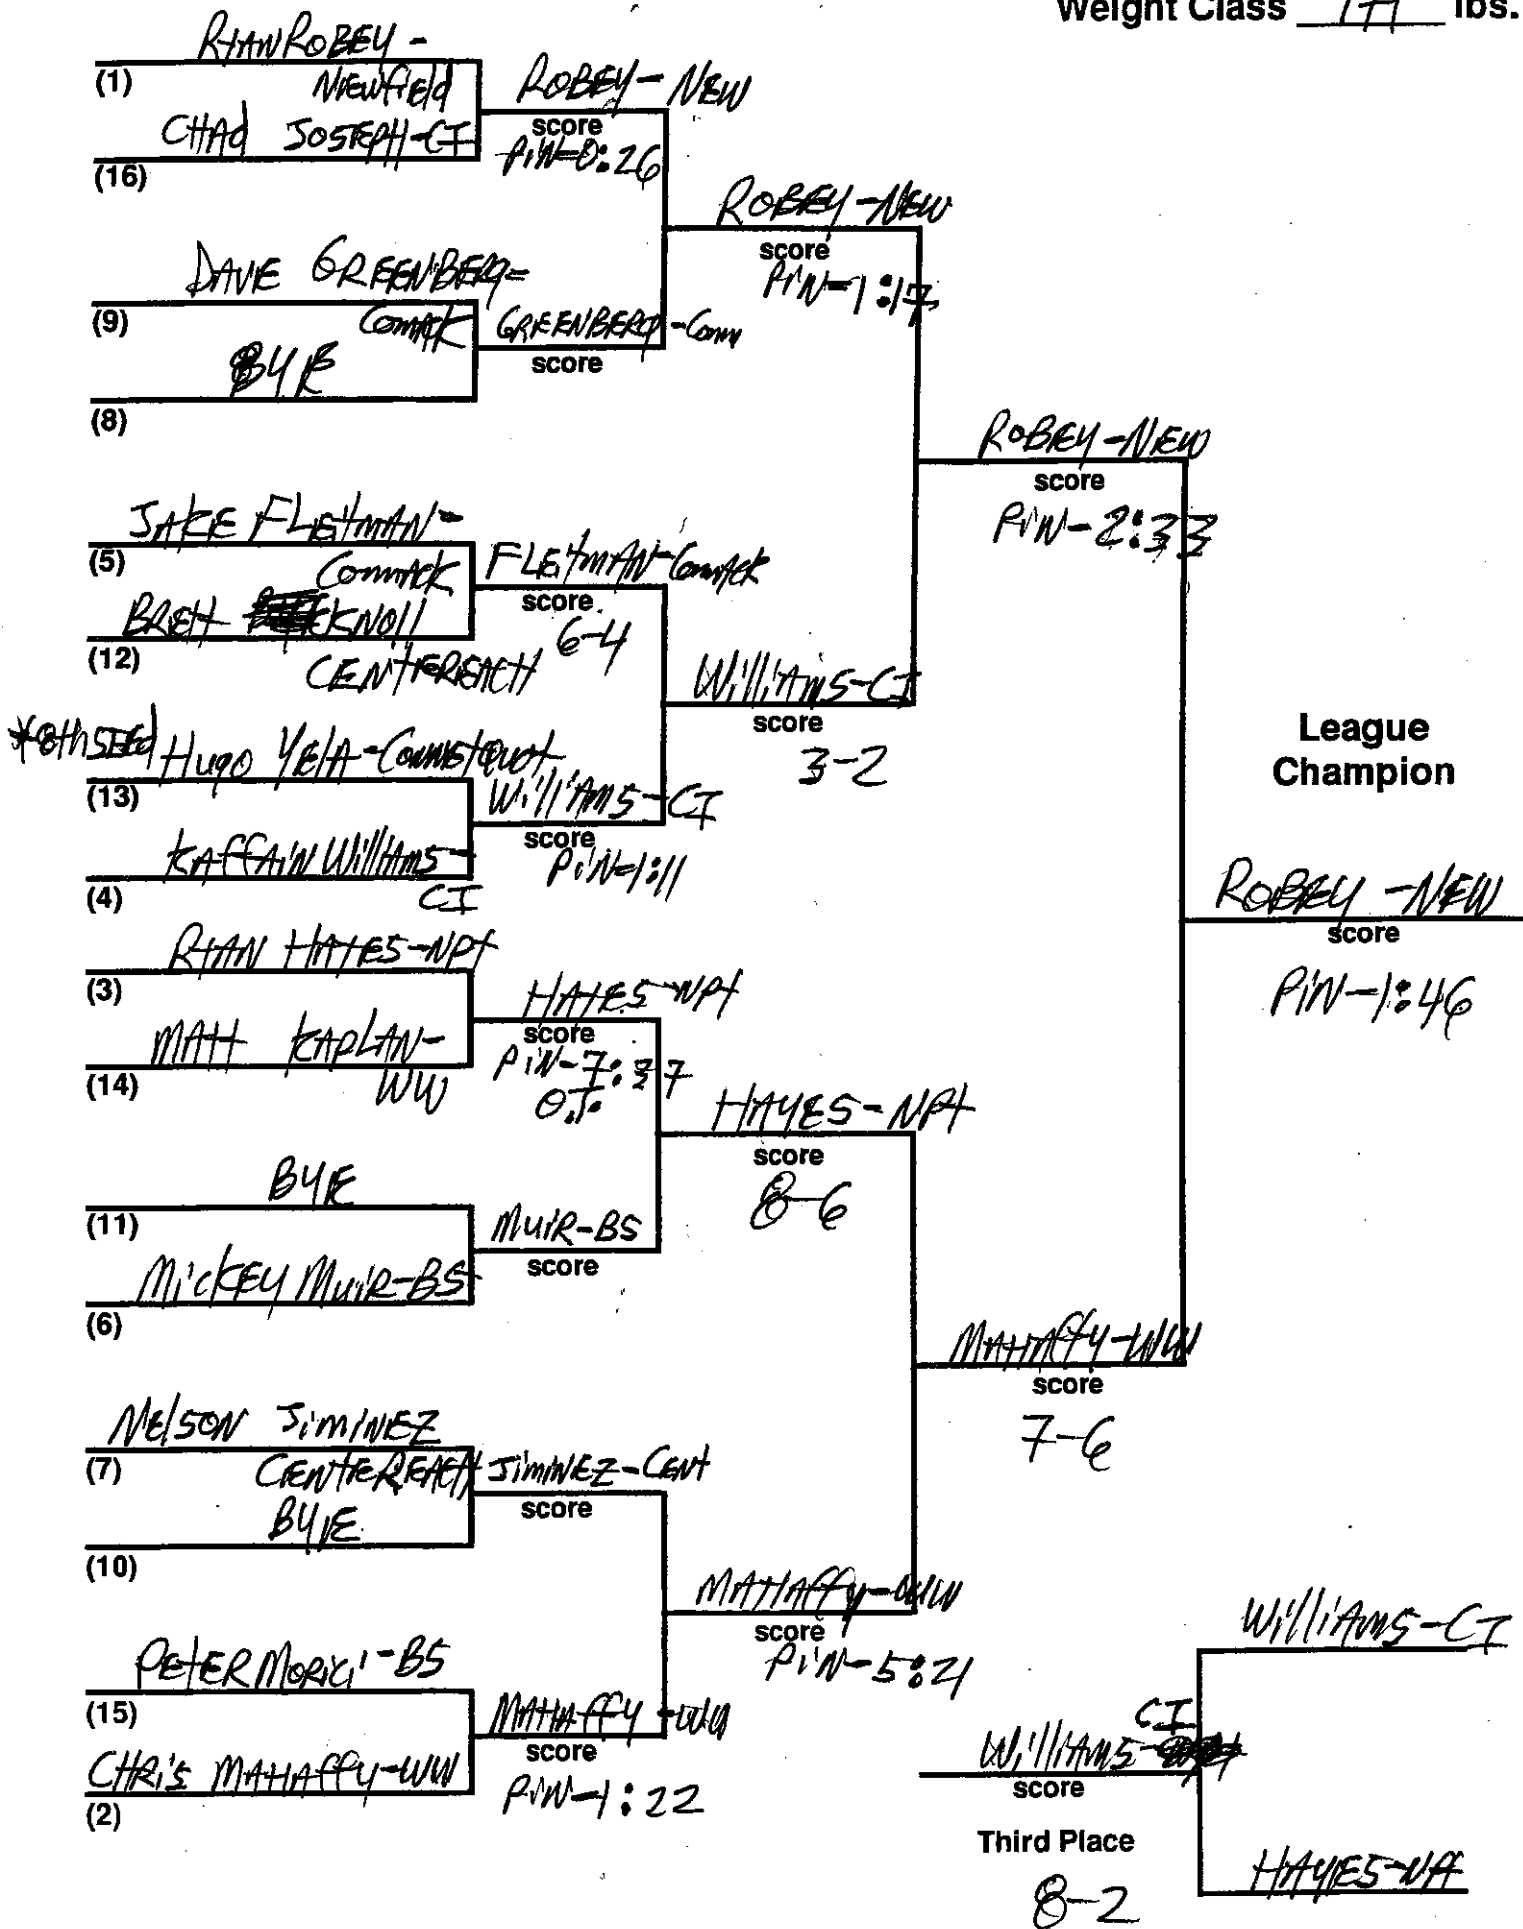 Weight Class lbs.
RYAN ROBEY -
(1)
NEWfiEld
CHAd JOSEPH-CI
(16)
ROBEY-NEW
score
PiN=0:26
DAVE GREENBERG=
(9)
COMMACK
BYE
(8)
GREENBERG-Comm
score
ROBEY-NEW
score
PiN-1:17
JAKE FLEYMAN-
(5)
COMMACK
BRETT KNOll
(12)
CENTEREACH
FLEYMAN-Commack
score
6-4
*8th SEEd
Hugo YElA-Connetquot
(13)
KAffAiN WilliAms-
(4)
CI
WilliAms-CI
score
PiN=1:11
WilliAms-CI
score
3-2
ROBEY-NEW
score
PiN-2:33
RYAN HAYES-NPt
(3)
MATT KAPLAN-
(14)
WW
HAYES-NPt
score
PiN-7:37
O.T.
BYE
(11)
MiCKEY MuiR-BS
(6)
MuiR-BS
score
HAYES-NPt
score
8-6
NElSON JiMiNEZ
(7)
CENTEREACH
BYE
(10)
JiMiNEZ-CENt
score
PETER MORiCi-BS
(15)
CHRiS MAHAffy-WW
(2)
MAHAffy-WW
score
PiN-1:22
MAHAffy-WW
score
PiN-5:21
MAHAffy-WW
score
7-6
League
Champion
ROBEY-NEW
score
PiN-1:46
WilliAms-CI
WilliAms- CI
score
Third Place
8-2
HAYES-